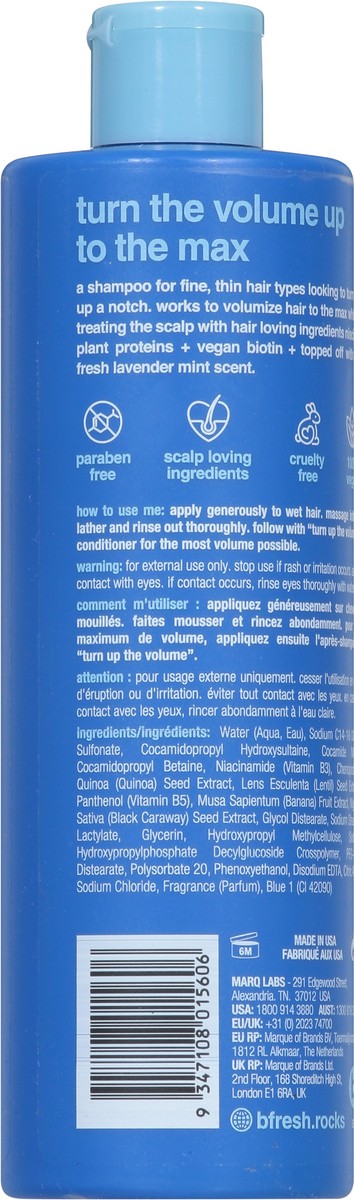 turn the volume up
to the max
a shampoo for fine, thin hair types looking to
up a notch. works to volumize hair to the max
treating the scalp with hair loving ingredients
plant proteins + vegan biotin + topped off
fresh lavender mint scent.
paraben
free
scalp loving
ingredients
cruelty
free
how to use me: apply generously to wet hair. massage
lather and rinse out thoroughly. follow with "turn up the
conditioner for the most volume possible.
warning: for external use only. stop use if rash or irritation
contact with eyes. if contact occurs, rinse eyes thoroughly
comment m'utiliser : appliquez généreusement sur
mouillés. faites mousser et rincez abondamment.
maximum de volume, appliquez ensuite
"turn up the volume".
attention : pour usage externe uniquement. cesser
d'éruption ou d'irritation. éviter tout contact avec les yeux.
contact avec les yeux, rincer abondamment à l'eau claire.
ingredients/ingrédients: Water (Aqua, Eau), Sodium
Sulfonate, Cocamidopropyl Hydroxysultaine, Cocamide
Cocamidopropyl Betaine, Niacinamide (Vitamin B3),
Quinoa (Quinoa) Seed Extract, Lens Esculenta (Lentil) Seed
Panthenol (Vitamin B5), Musa Sapientum (Banana) Fruit
Sativa (Black Caraway) Seed Extract, Glycol Distearate,
Lactylate, Glycerin, Hydroxypropyl Methylcellulose,
Hydroxypropylphosphate Decylglucoside Crosspolymer,
Distearate, Polysorbate 20, Phenoxyethanol, Disodium EDTA,
Sodium Chloride, Fragrance (Parfum), Blue 1 (CI 42090)
9 347108 015606
6M
MADE IN USA
FABRIQUÉ AUX USA
MARQ LABS - 291 Edgewood Street,
Alexandria. TN. 37012 USA
USA: 1800 914 3880 AUST:
EU/UK: +31 (0) 2023 74700
EU RP: Marque of Brands BV,
1812 RL Alkmaar, The Netherlands
UK RP: Marque of Brands Ltd.
2nd Floor, 168 Shoreditch High St,
London E1 6RA, UK
bfresh.rocks